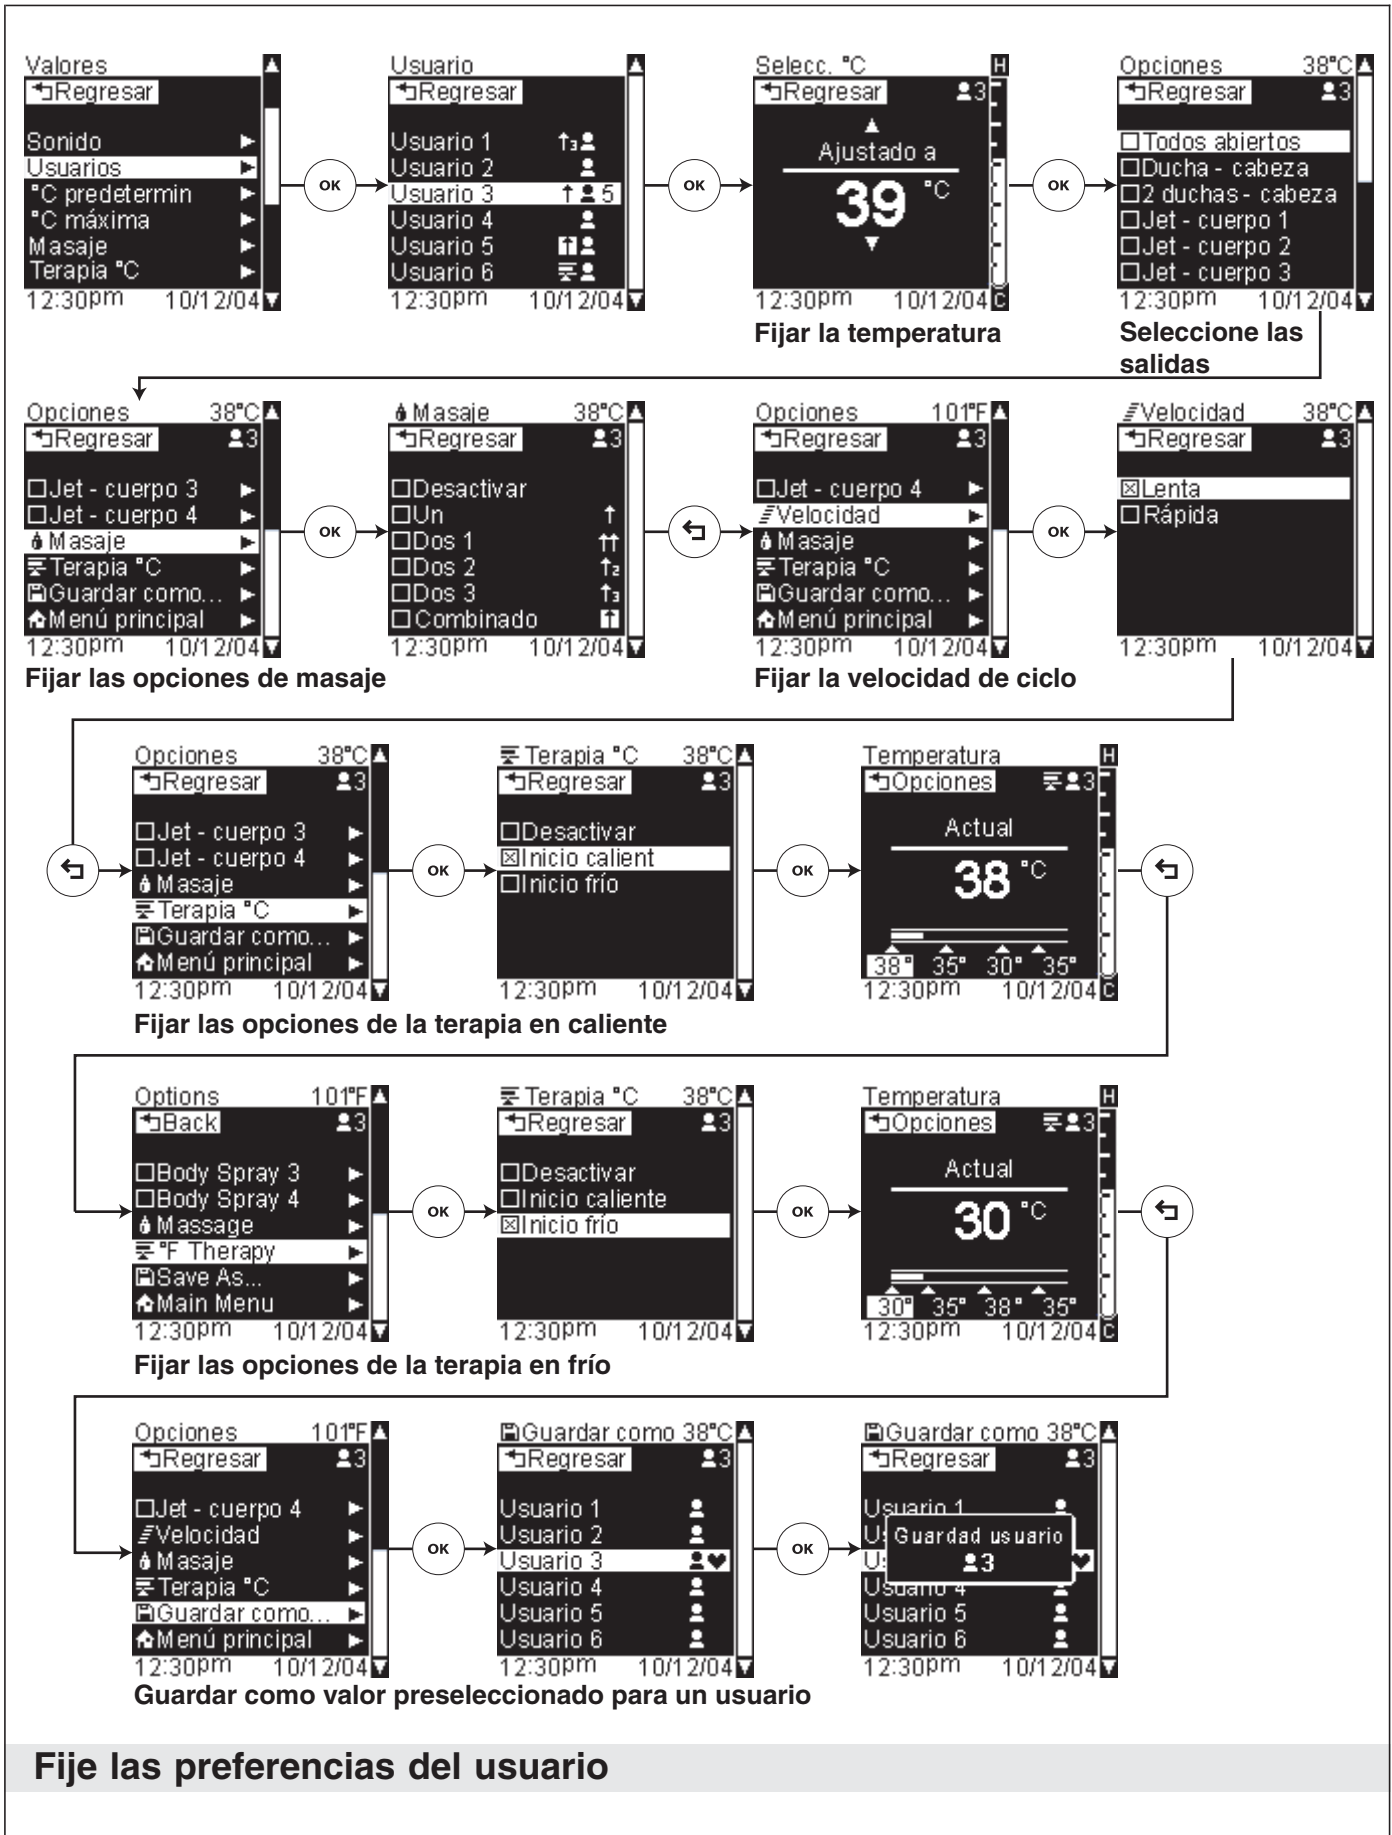 Valores
Regresar
Sonido
Usuarios
°C predetermin
°C máxima
Masaje
Terapia °C
12:30pm 10/12/04
OK
Usuario
Regresar
Usuario 1 3
Usuario 2
Usuario 3 5
Usuario 4
Usuario 5
Usuario 6
12:30pm 10/12/04
OK
Selecc. °C H
Regresar 3
Ajustado a
39 °C
12:30pm 10/12/04 C
Fijar la temperatura
OK
Opciones 38°C
Regresar 3
Todos abiertos
Ducha - cabeza
2 duchas - cabeza
Jet - cuerpo 1
Jet - cuerpo 2
Jet - cuerpo 3
12:30pm 10/12/04
Seleccione las
salidas
Opciones 38°C
Regresar 3
Jet - cuerpo 3
Jet - cuerpo 4
Masaje
Terapia °C
Guardar como...
Menú principal
12:30pm 10/12/04
Fijar las opciones de masaje
OK
Masaje 38°C
Regresar 3
Desactivar
Un
Dos 1
Dos 2 2
Dos 3 3
Combinado
12:30pm 10/12/04
Opciones 101°F
Regresar 3
Jet - cuerpo 4
Velocidad
Masaje
Terapia °C
Guardar como...
Menú principal
12:30pm 10/12/04
Fijar la velocidad de ciclo
OK
Velocidad 38°C
Regresar 3
Lenta
Rápida
12:30pm 10/12/04
Opciones 38°C
Regresar 3
Jet - cuerpo 3
Jet - cuerpo 4
Masaje
Terapia °C
Guardar como...
Menú principal
12:30pm 10/12/04
Fijar las opciones de la terapia en caliente
OK
Terapia °C 38°C
Regresar 3
Desactivar
Inicio calient
Inicio frío
12:30pm 10/12/04
OK
Temperatura H
Opciones 3
Actual
38 °C
38° 35° 30° 35°
12:30pm 10/12/04 C
Options 101°F
Back 3
Body Spray 3
Body Spray 4
Massage
°F Therapy
Save As...
Main Menu
12:30pm 10/12/04
Fijar las opciones de la terapia en frío
OK
Terapia °C 38°C
Regresar 3
Desactivar
Inicio caliente
Inicio frío
12:30pm 10/12/04
OK
Temperatura H
Opciones 3
Actual
30 °C
30° 35° 38° 35°
12:30pm 10/12/04 C
Opciones 101°F
Regresar 3
Jet - cuerpo 4
Velocidad
Masaje
Terapia °C
Guardar como...
Menú principal
12:30pm 10/12/04
Guardar como valor preseleccionado para un usuario
OK
Guardar como 38°C
Regresar 3
Usuario 1
Usuario 2
Usuario 3
Usuario 4
Usuario 5
Usuario 6
12:30pm 10/12/04
OK
Guardar como 38°C
Regresar 3
Usuario 1
Guardad usuario
3
Usuario 4
Usuario 5
Usuario 6
12:30pm 10/12/04
Fije las preferencias del usuario